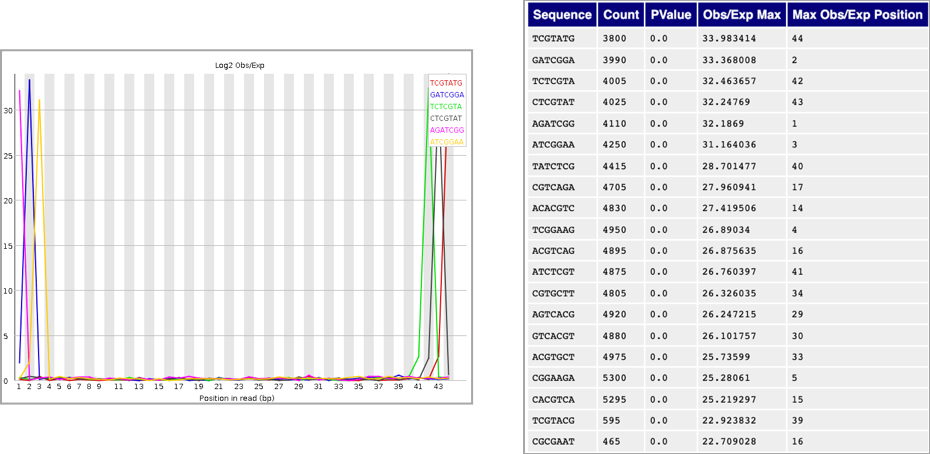 Log2 Obs/Exp
TCGTATG
GATCGGA
TCTCGTA
CTCGTAT
AGATCGG
ATCGGAA
30
25
20
15
10
5
0
1 2 3 4 5 6 7 8 9 11 13 15 17 19 21 23 25 27 29 31 33 35 37 39 41 43
Position in read (bp)
Sequence Count PValue Obs/Exp Max Max Obs/Exp Position
TCGTATG 3800 0.0 33.983414 44
GATCGGA 3990 0.0 33.368008 2
TCTCGTA 4005 0.0 32.463657 42
CTCGTAT 4025 0.0 32.24769 43
AGATCGG 4110 0.0 32.1869 1
ATCGGAA 4250 0.0 31.164036 3
TATCTCG 4415 0.0 28.701477 40
CGTCAGA 4705 0.0 27.960941 17
ACACGTC 4830 0.0 27.419506 14
TCGGAAG 4950 0.0 26.89034 4
ACGTCAG 4895 0.0 26.875635 16
ATCTCGT 4875 0.0 26.760397 41
CGTGCTT 4805 0.0 26.326035 34
AGTCACG 4920 0.0 26.247215 29
GTCACGT 4880 0.0 26.101757 30
ACGTGCT 4975 0.0 25.73599 33
CGGAAGA 5300 0.0 25.28061 5
CACGTCA 5295 0.0 25.219297 15
TCGTACG 595 0.0 22.923832 39
CGCGAAT 465 0.0 22.709028 16